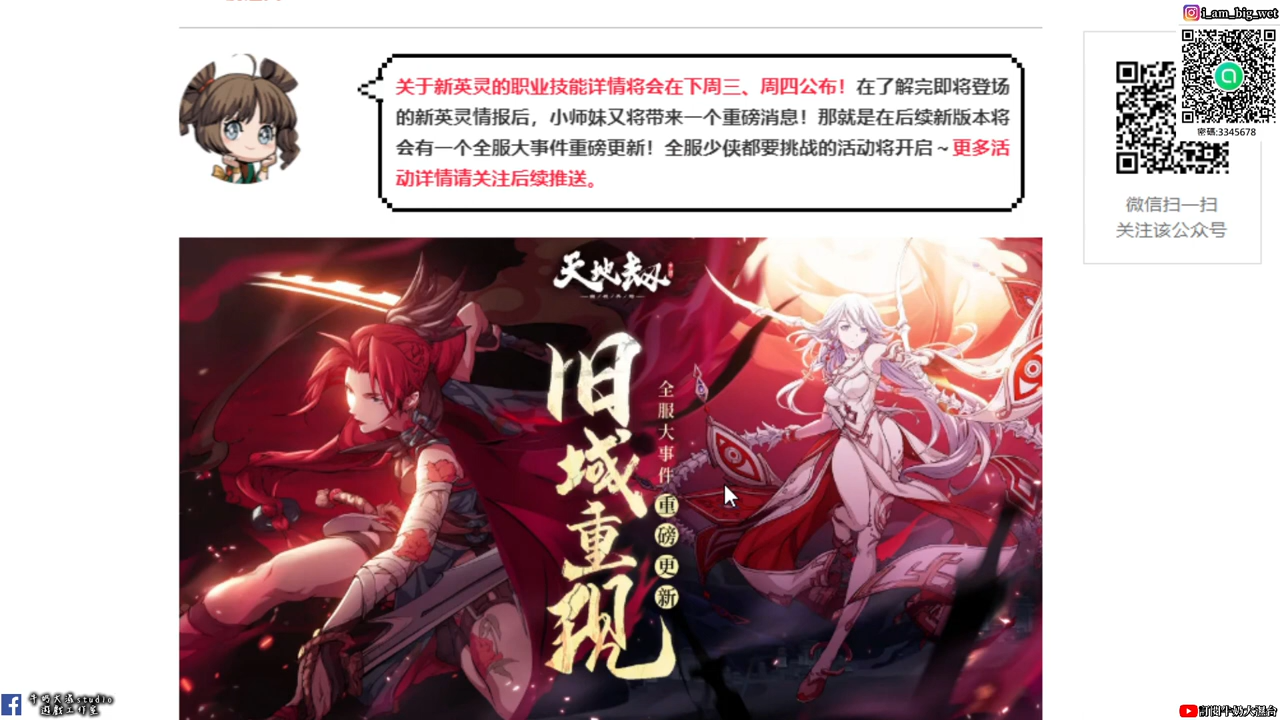 i_am_big_wet
关于新英灵的职业技能详情将会在下周三、周四公布！在了解完即将登场
的新英灵情报后，小师妹又将带来一个重磅消息！那就是在后续新版本将
会有一个全服大事件重磅更新！全服少侠都要挑战的活动将开启～更多活
动详情请关注后续推送。
密碼:3345678
微信扫一扫
关注该公众号
天地劫
旧域重现
全服大事件重磅更新